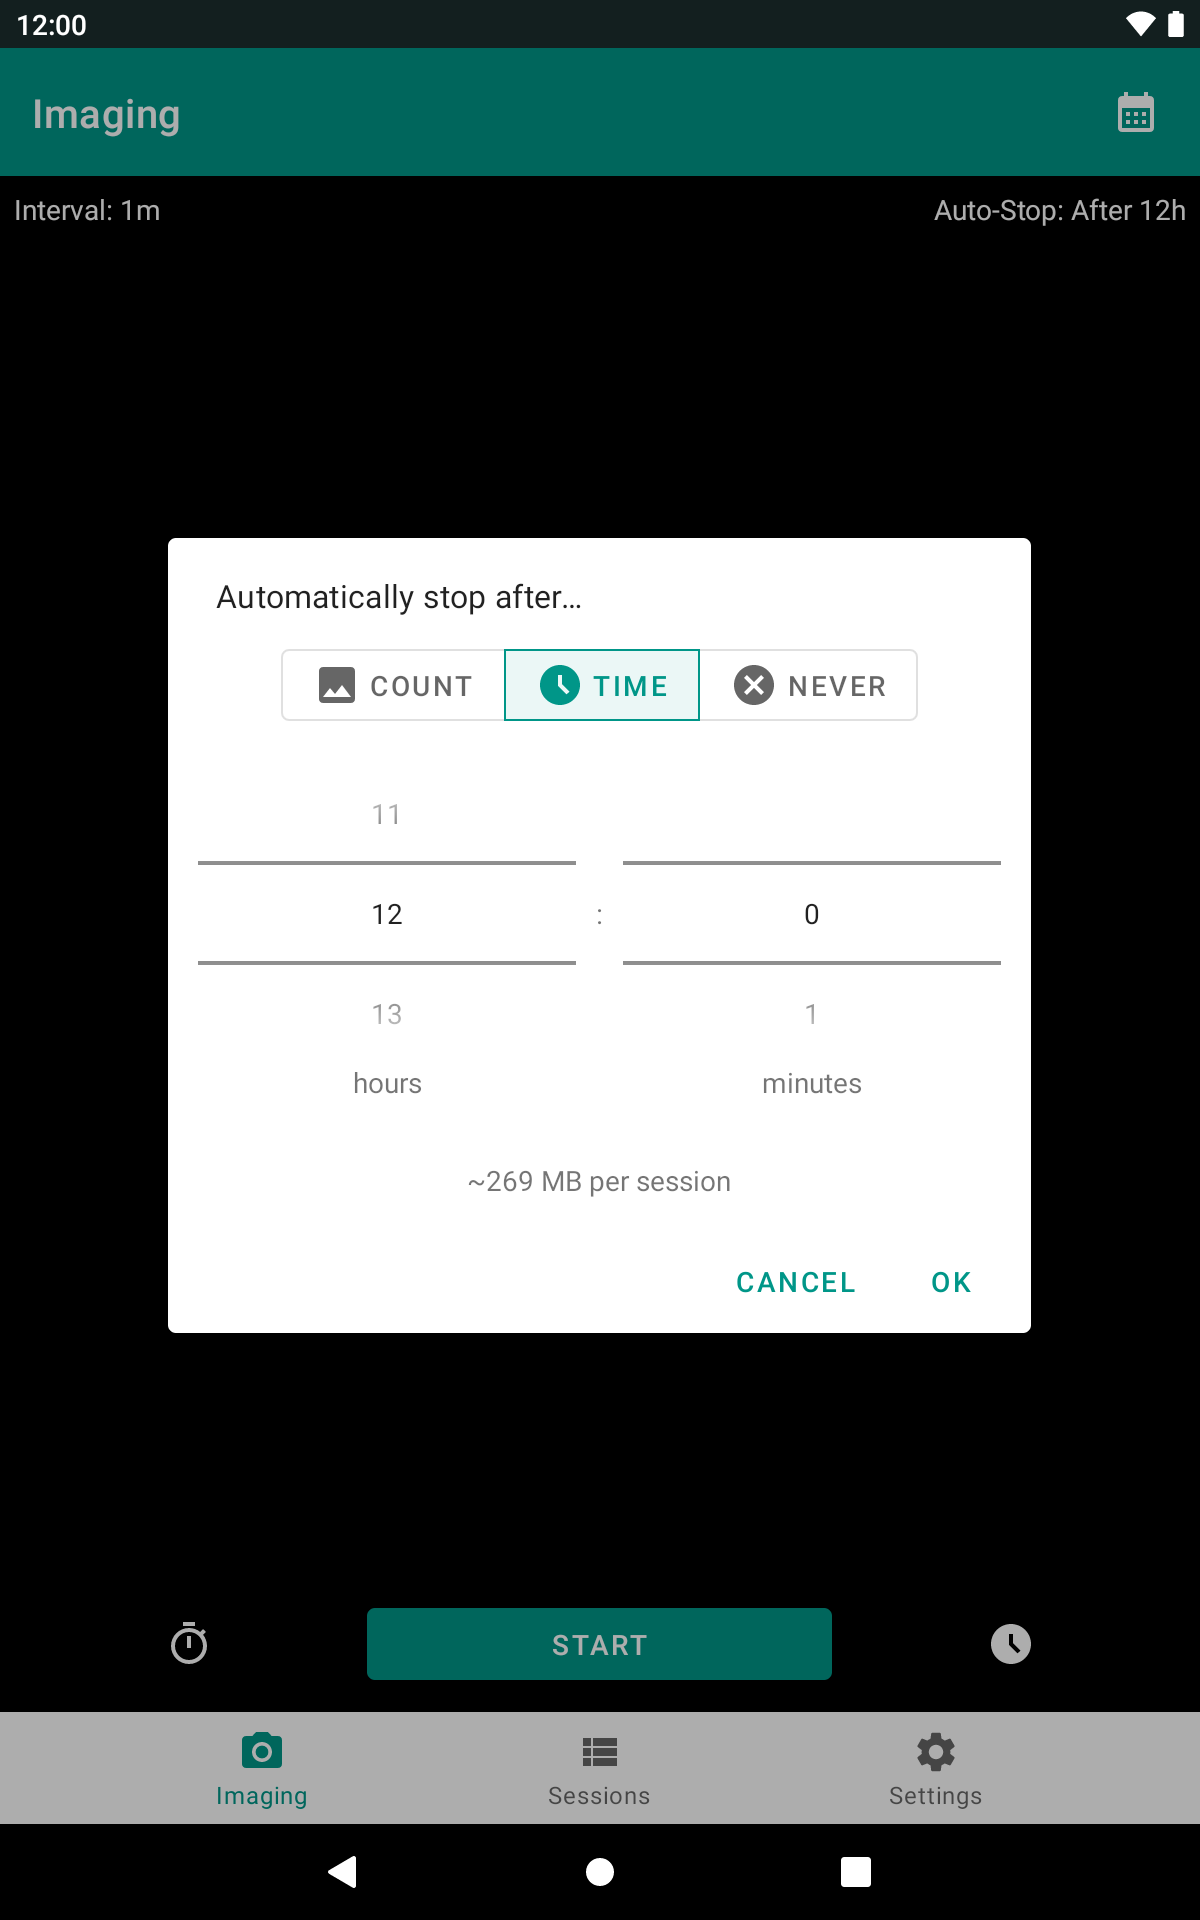 12:00
Imaging
Interval: 1m
Auto-Stop: After 12h
Automatically stop after...
COUNT
TIME
NEVER
11
12 : 0
13 1
hours minutes
~269 MB per session
CANCEL OK
START
Imaging Sessions Settings